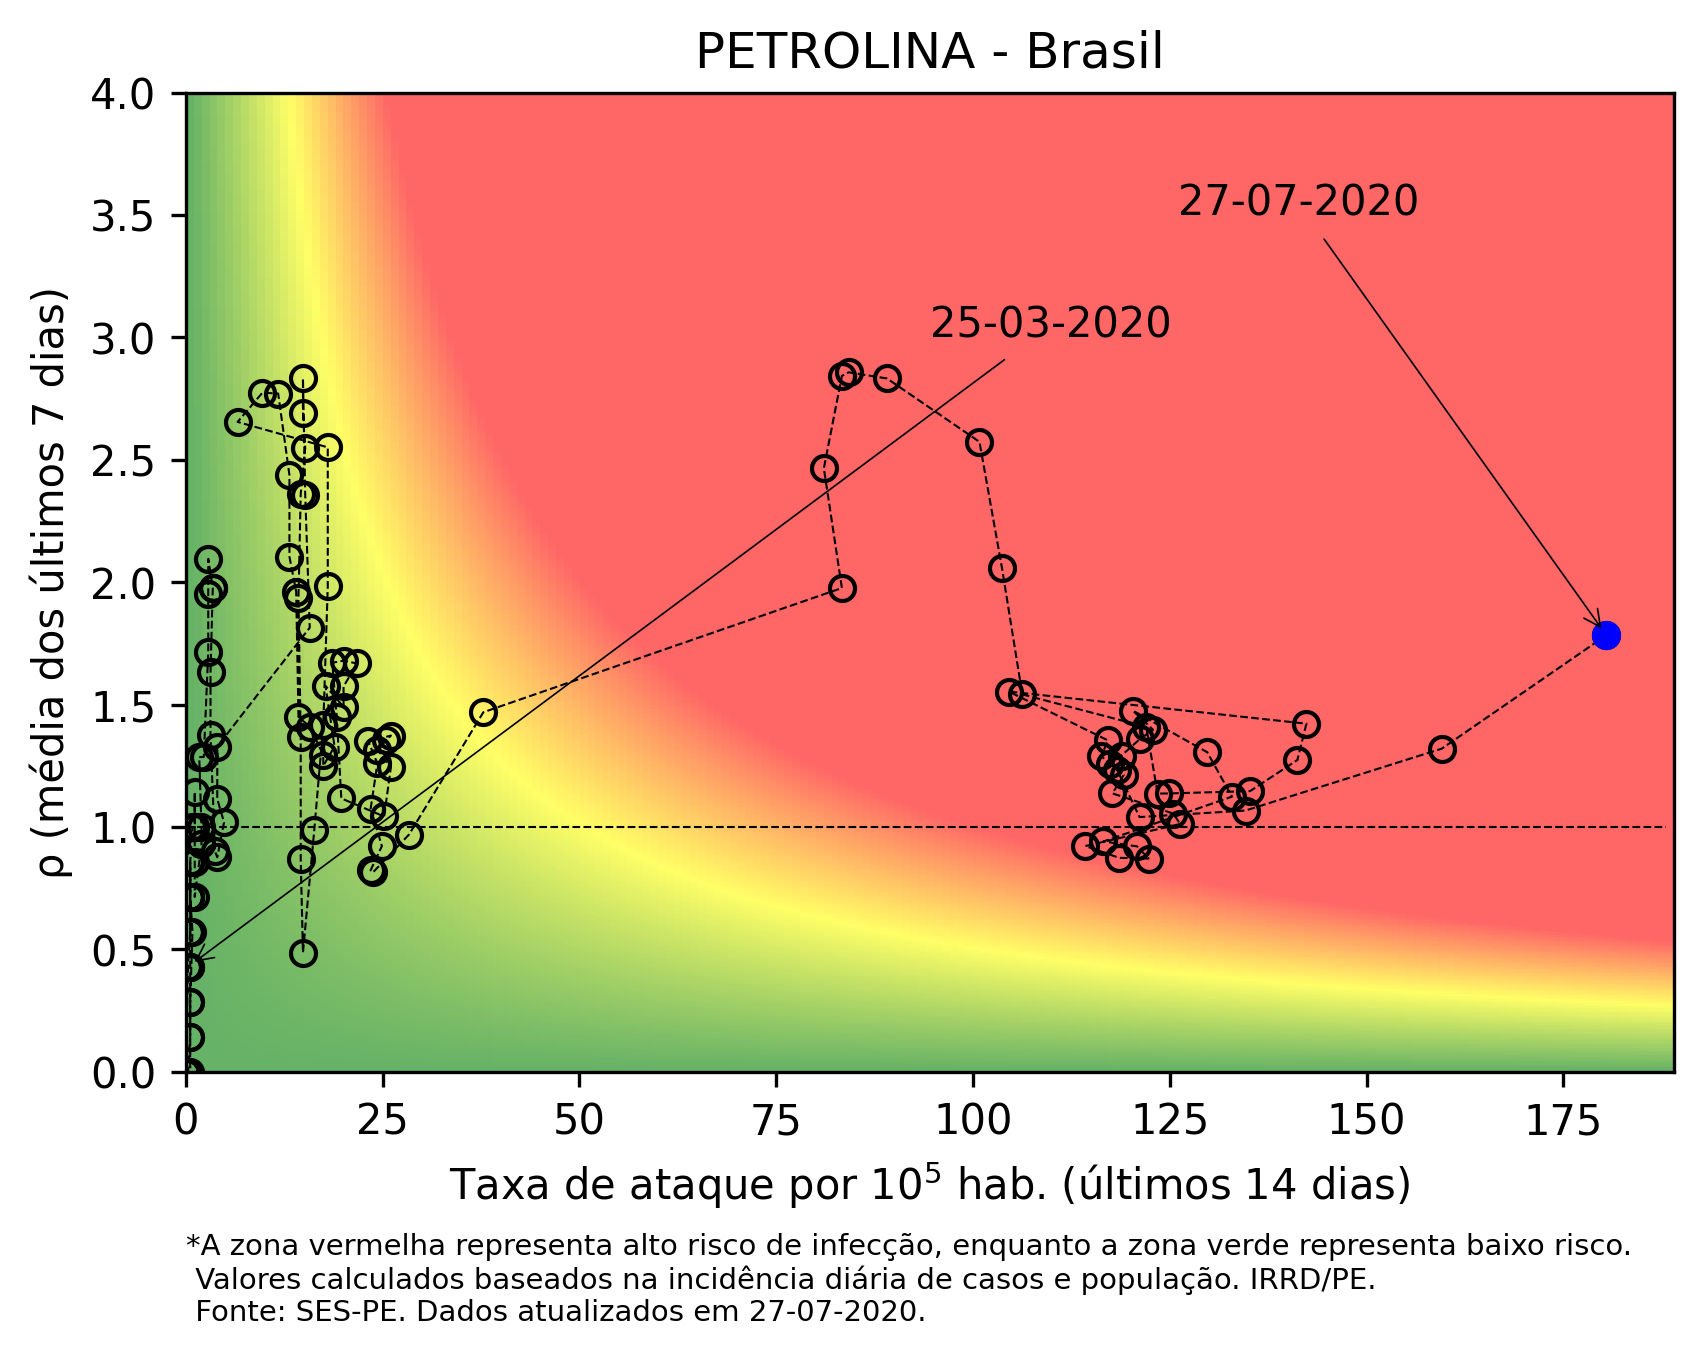 PETROLINA - Brasil
4.0
3.5
3.0
2.5
2.0
1.5
1.0
0.5
0.0
ρ (média dos últimos 7 dias)
27-07-2020
25-03-2020
0 25 50 75 100 125 150 175
Taxa de ataque por 10⁵ hab. (últimos 14 dias)
*A zona vermelha representa alto risco de infecção, enquanto a zona verde representa baixo risco.
Valores calculados baseados na incidência diária de casos e população. IRRD/PE.
Fonte: SES-PE. Dados atualizados em 27-07-2020.